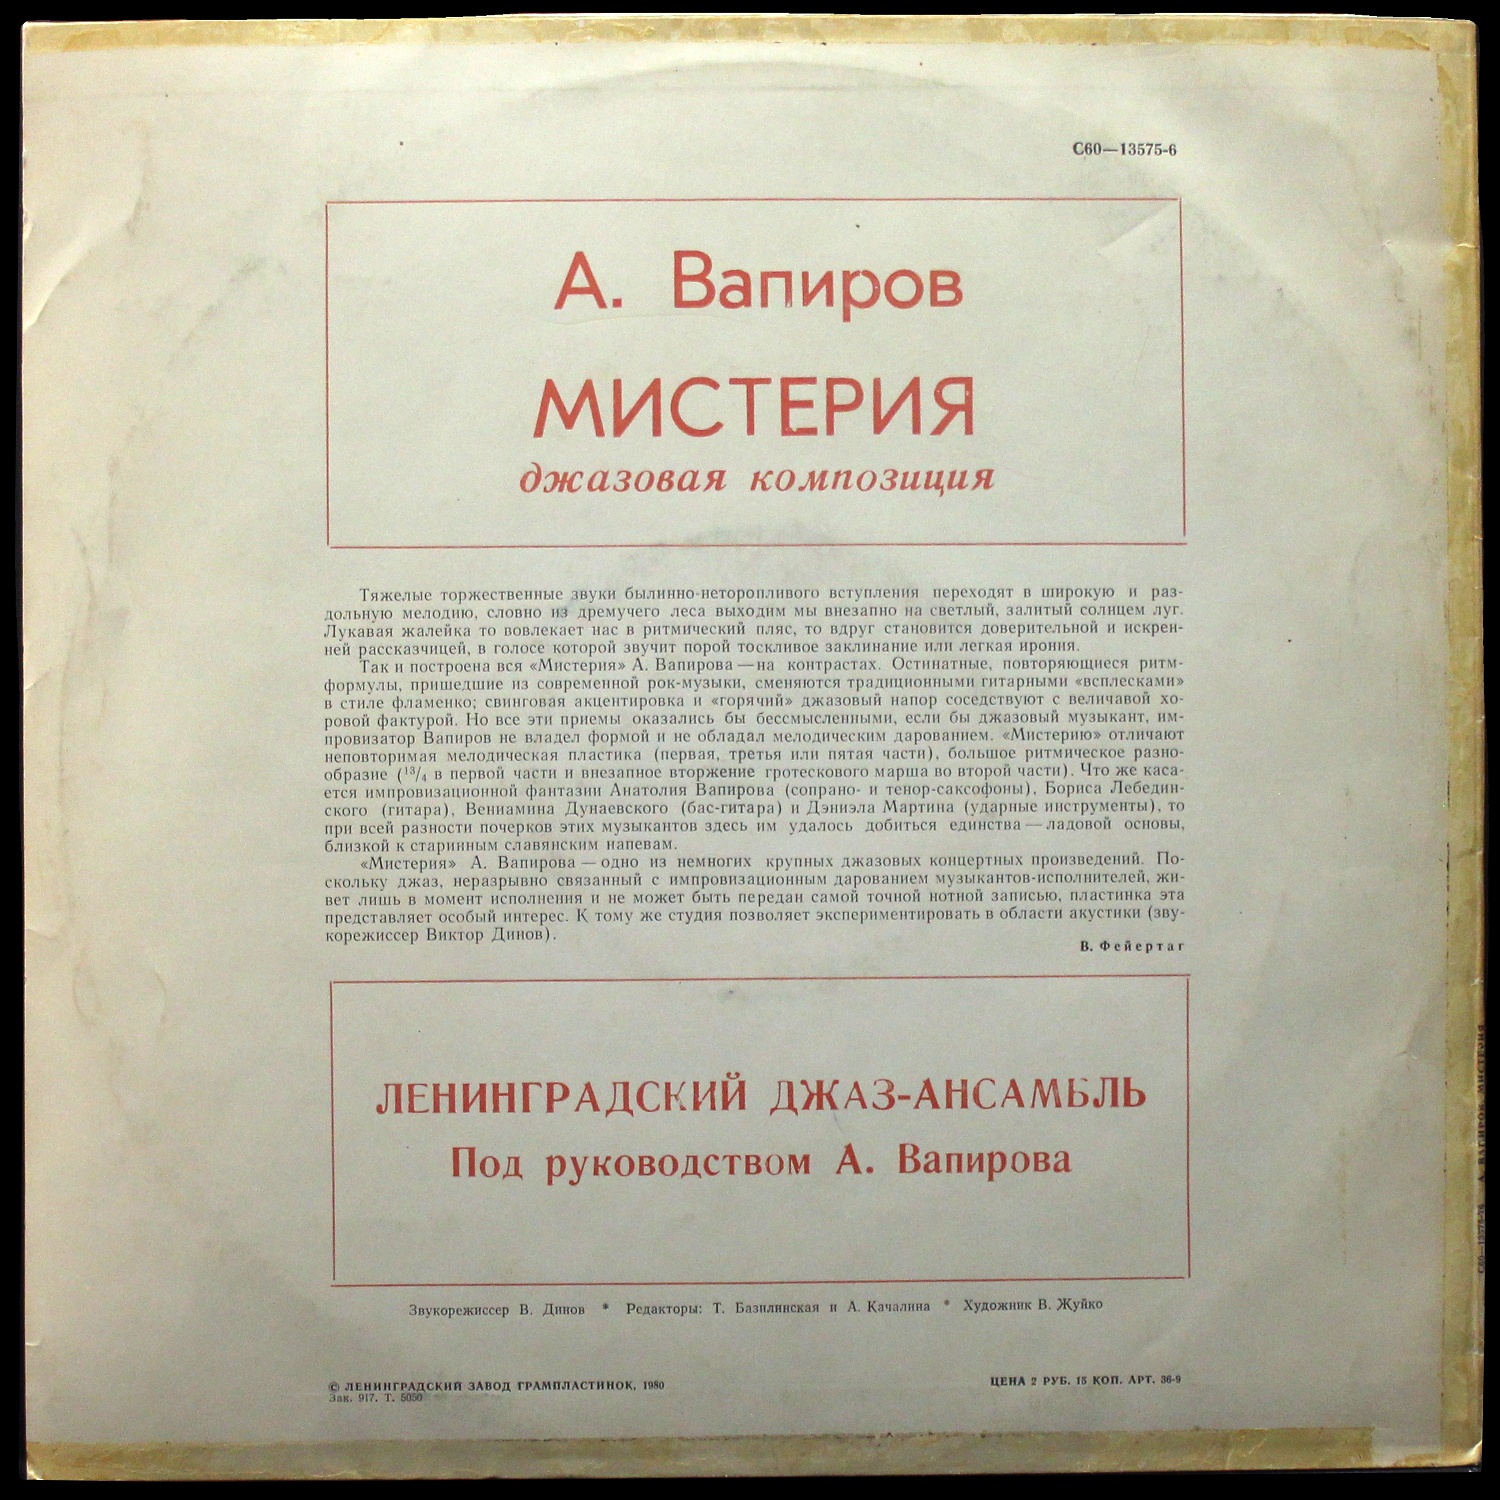 С60—13575-6
А. Вапиров
МИСТЕРИЯ
джазовая композиция
Тяжелые торжественные звуки былинно-неторопливого вступления переходят в широкую и раз-
дольную мелодию, словно из дремучего леса выходим мы внезапно на светлый, залитый солнцем луг.
Лукавая жалейка то вовлекает нас в ритмический пляс, то вдруг становится доверительной и искрен-
ней рассказчицей, в голосе которой звучит порой тоскливое заклинание или легкая ирония.
Так и построена вся «Мистерия» А. Вапирова — на контрастах. Остинатные, повторяющиеся ритм-
формулы, пришедшие из современной рок-музыки, сменяются традиционными гитарными «всплесками»
в стиле фламенко; свинговая акцентировка и «горячий» джазовый напор соседствуют с величавой хо-
ровой фактурой. Но все эти приемы оказались бы бессмысленными, если бы джазовый музыкант, им-
провизатор Вапиров не владел формой и не обладал мелодическим дарованием. «Мистерию» отличают
неповторимая мелодическая пластика (первая, третья или пятая части), большое ритмическое разно-
образие (13/4 в первой части и внезапное вторжение гротескового марша во второй части). Что же каса-
ется импровизационной фантазии Анатолия Вапирова (сопрано- и тенор-саксофоны), Бориса Лебедин-
ского (гитара), Вениамина Дунаевского (бас-гитара) и Дэниэла Мартина (ударные инструменты), то
при всей разности почерков этих музыкантов здесь им удалось добиться единства — ладовой основы,
близкой к старинным славянским напевам.
«Мистерия» А. Вапирова — одно из немногих крупных джазовых концертных произведений. По-
скольку джаз, неразрывно связанный с импровизационным дарованием музыкантов-исполнителей, жи-
вет лишь в момент исполнения и не может быть передан самой точной нотной записью, пластинка эта
представляет особый интерес. К тому же студия позволяет экспериментировать в области акустики (зву-
корежиссер Виктор Динов).
В. Фейертаг
ЛЕНИНГРАДСКИЙ ДЖАЗ-АНСАМБЛЬ
Под руководством А. Вапирова
Звукорежиссер В. Динов * Редакторы: Т. Базилинская и А. Качалина * Художник В. Жуйко
© ЛЕНИНГРАДСКИЙ ЗАВОД ГРАМПЛАСТИНОК, 1980
Зак. 917. Т. 5050
ЦЕНА 2 РУБ. 15 КОП. АРТ. 36-9
А. ВАПИРОВ. МИСТЕРИЯ